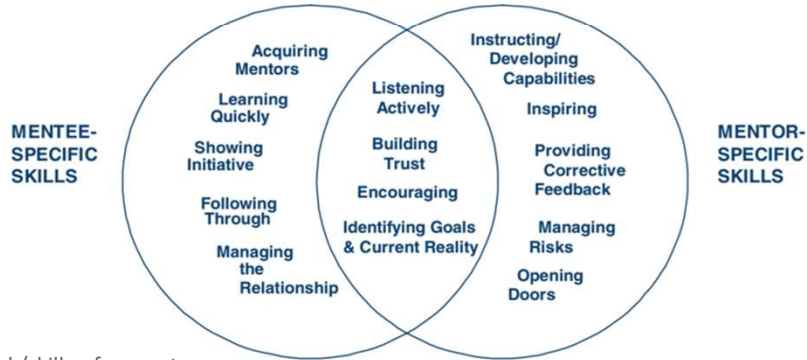 MENTEE-
SPECIFIC
SKILLS
Acquiring
Mentors
Learning
Quickly
Showing
Initiative
Following
Through
Managing
the
Relationship
Listening
Actively
Building
Trust
Encouraging
Identifying Goals
& Current Reality
Instructing/
Developing
Capabilities
Inspiring
Providing
Corrective
Feedback
Managing
Risks
Opening
Doors
MENTOR-
SPECIFIC
SKILLS